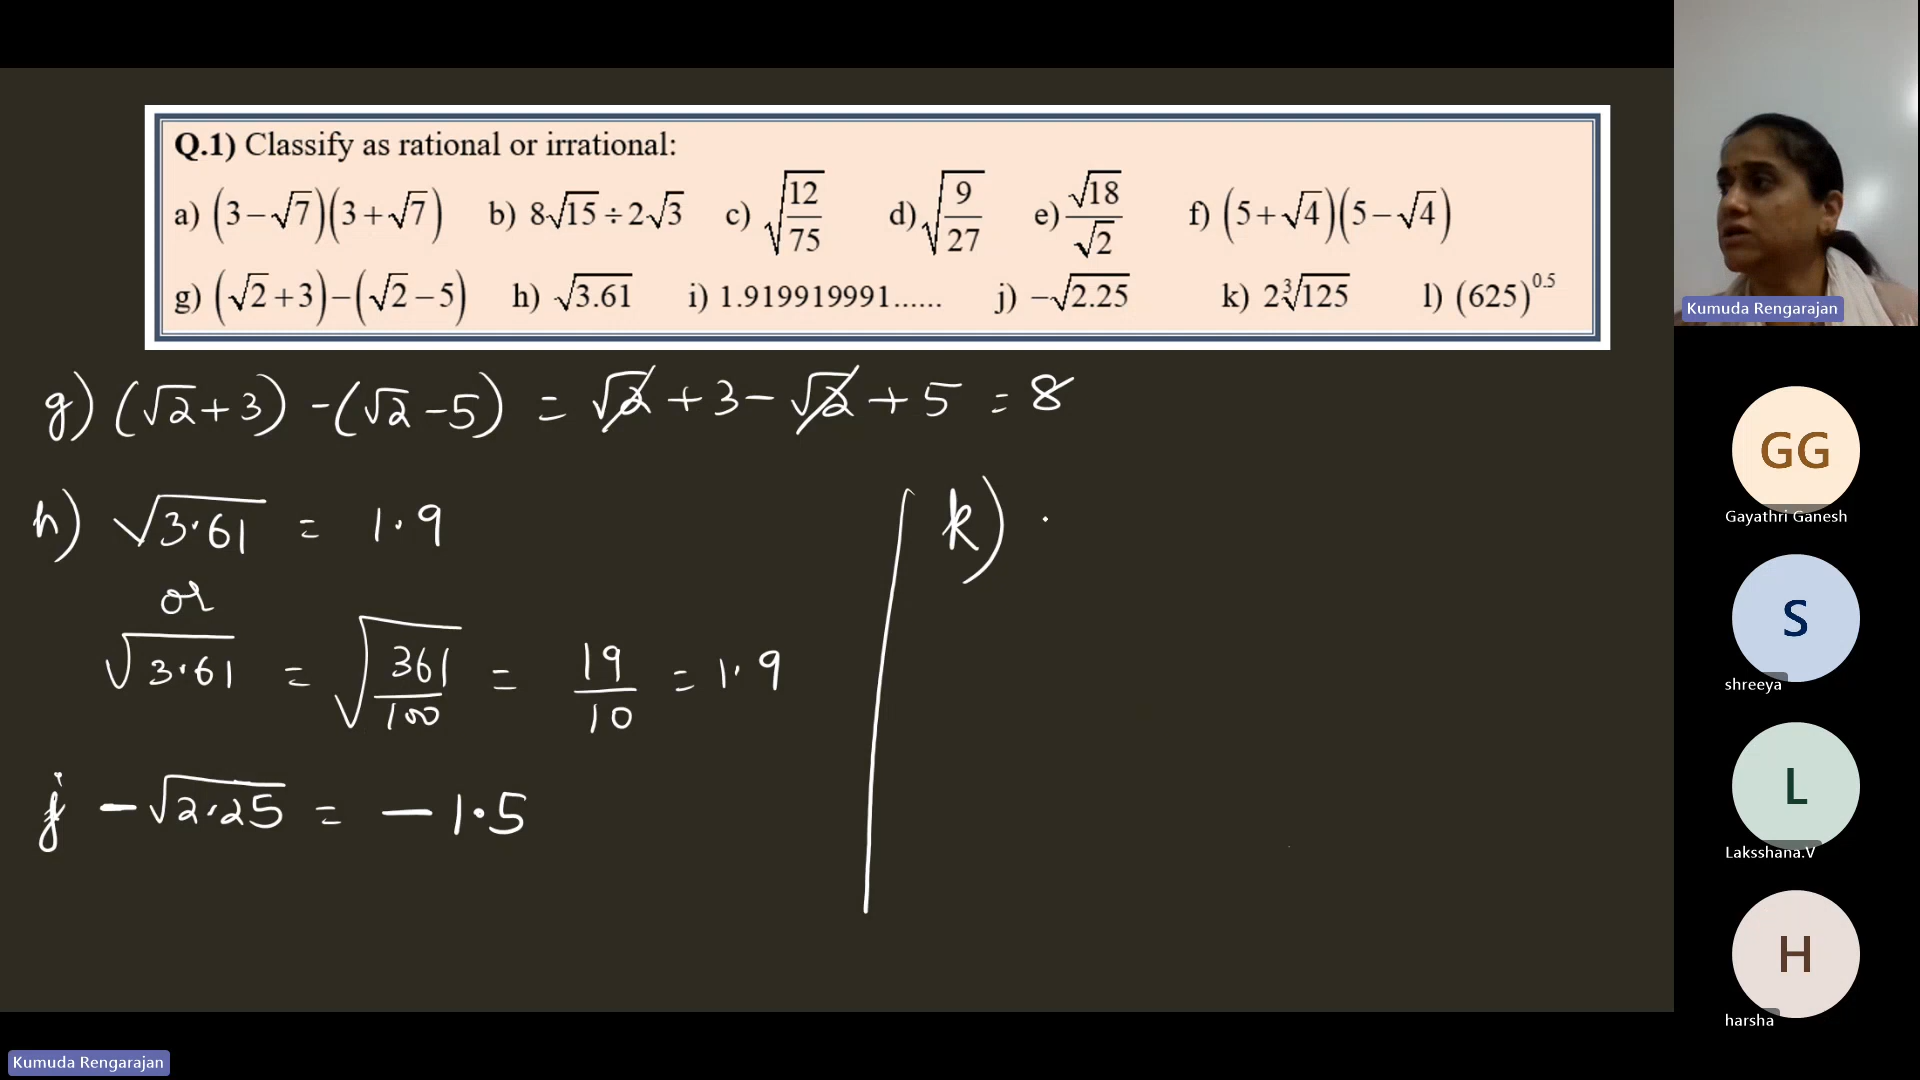 Q.1) Classify as rational or irrational:
a) (3−√7)(3+√7) b) 8√15÷2√3 c) √(12/75) d) √(9/27) e) √18/√2 f) (5+√4)(5−√4)
g) (√2+3)−(√2−5) h) √3.61 i) 1.919919991...... j) −√2.25 k) 2∛125 l) (625)^0.5
g) (√2+3) -(√2-5) = √2 + 3 - √2 + 5 = 8
h) √3.61 = 1.9
or
√3.61 = √(361/100) = 19/10 = 1.9
j -√2.25 = -1.5
k)
Kumuda Rengarajan
GG
Gayathri Ganesh
S
shreeya
L
Laksshana.V
H
harsha
Kumuda Rengarajan